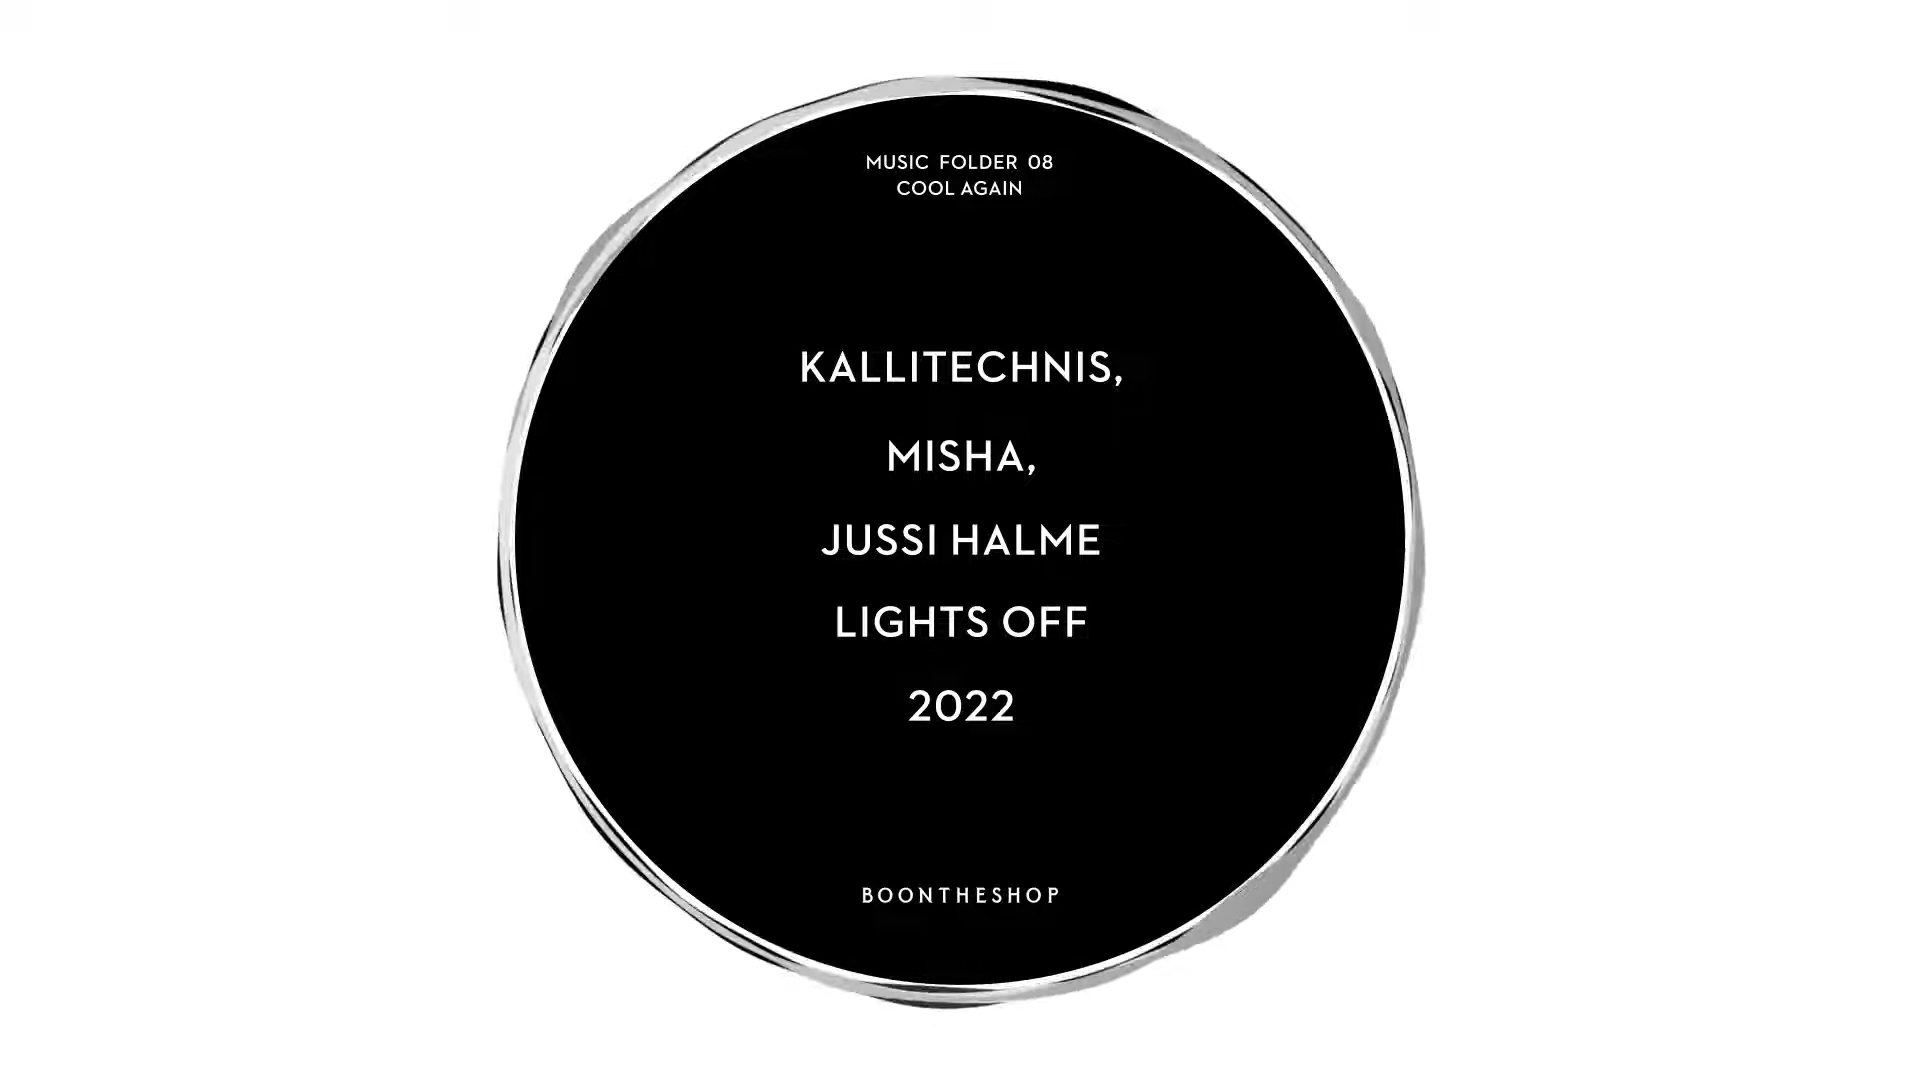 MUSIC FOLDER 08
COOL AGAIN
KALLITECHNIS,
MISHA,
JUSSI HALME
LIGHTS OFF
2022
BOONTHESHOP